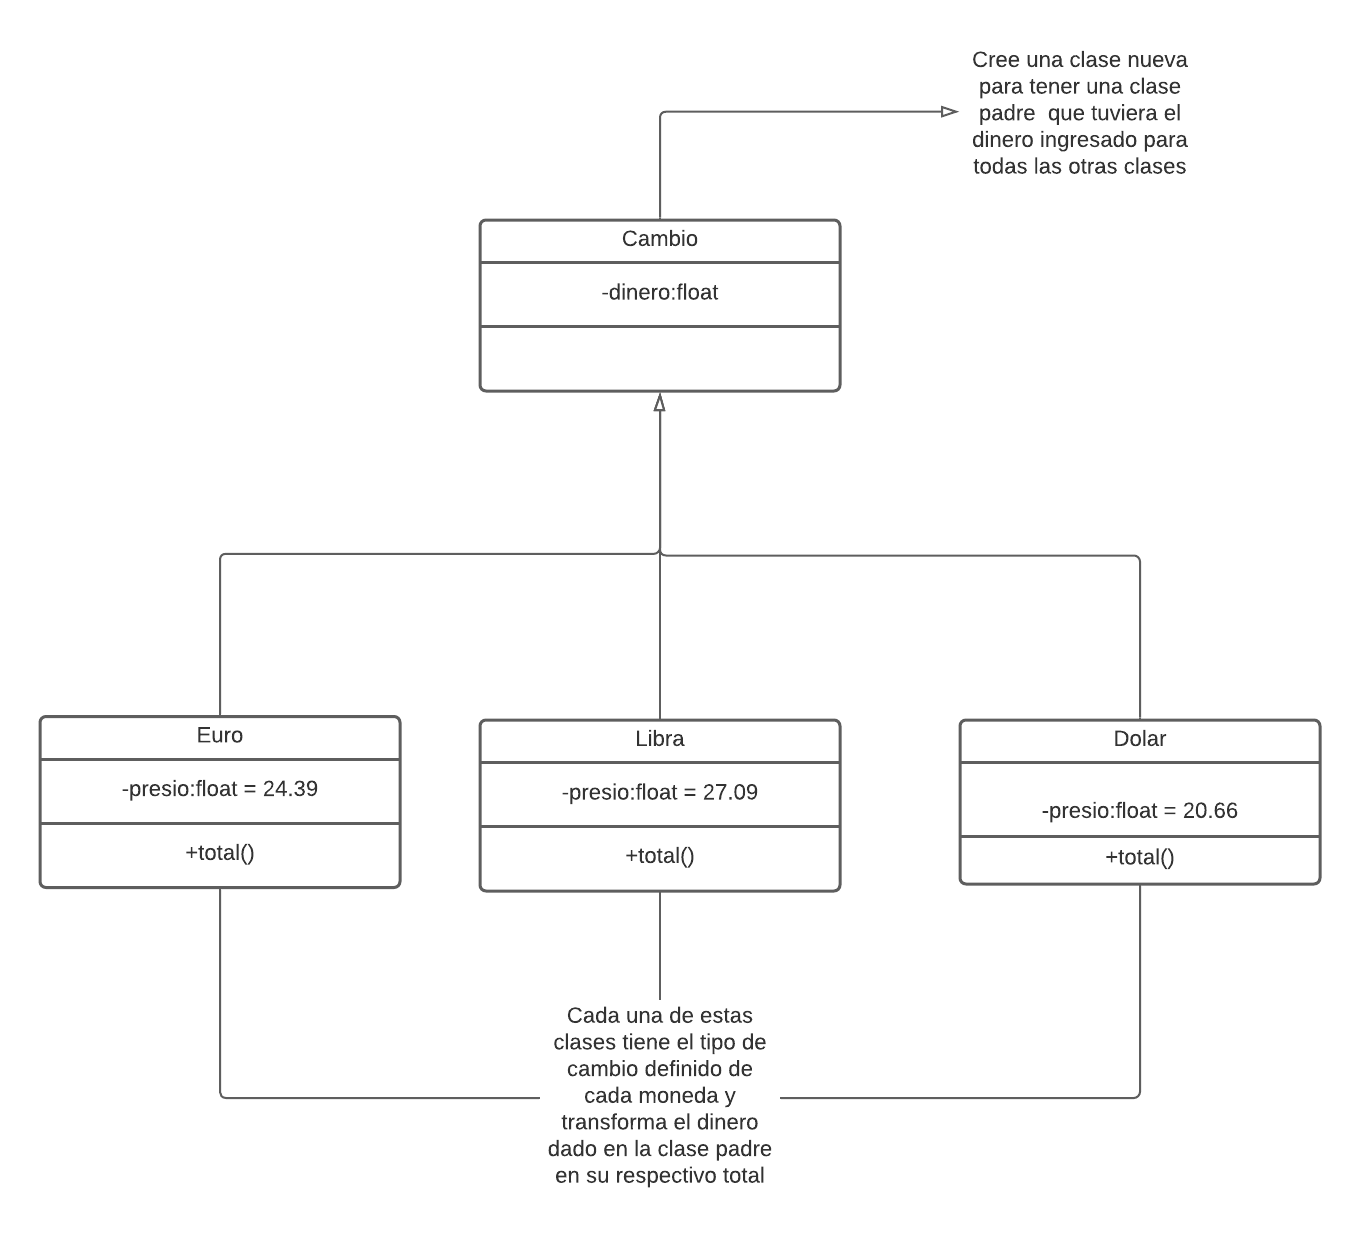 Cree una clase nueva
para tener una clase
padre  que tuviera el
dinero ingresado para
todas las otras clases
Cambio
-dinero:float
Euro
-presio:float = 24.39
+total()
Libra
-presio:float = 27.09
+total()
Dolar
-presio:float = 20.66
+total()
Cada una de estas
clases tiene el tipo de
cambio definido de
cada moneda y
transforma el dinero
dado en la clase padre
en su respectivo total